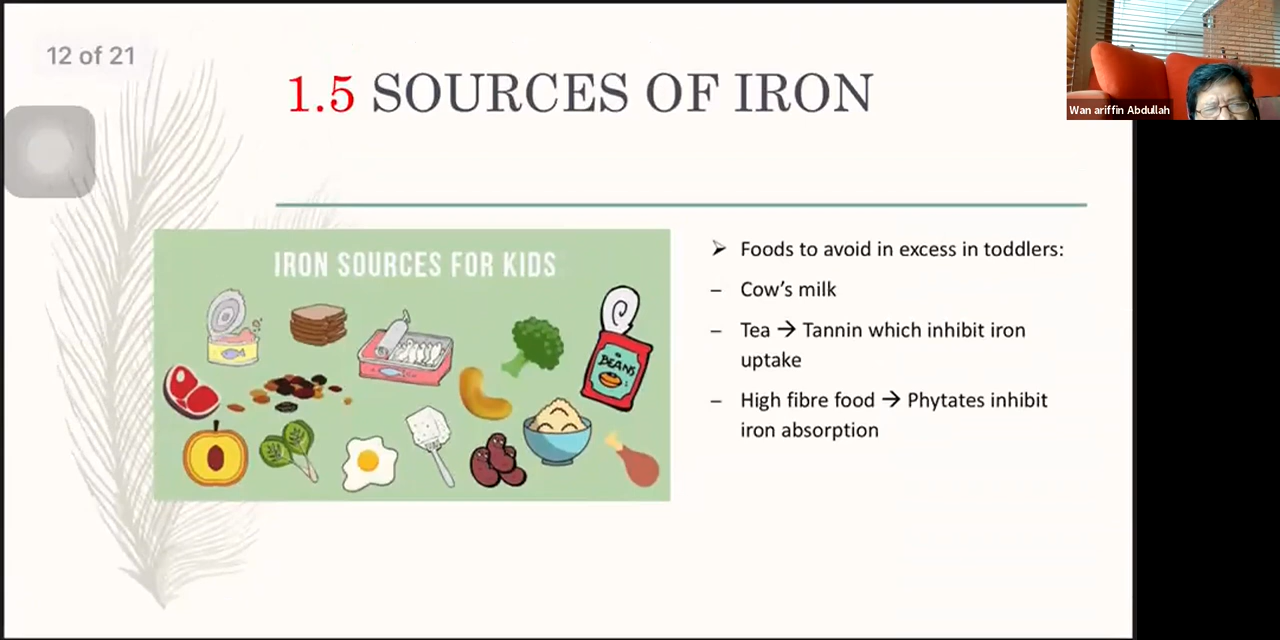 12 of 21
1.5 SOURCES OF IRON
Wan ariffin Abdullah
IRON SOURCES FOR KIDS
BEANS
➢ Foods to avoid in excess in toddlers:
– Cow’s milk
– Tea → Tannin which inhibit iron
uptake
– High fibre food → Phytates inhibit
iron absorption